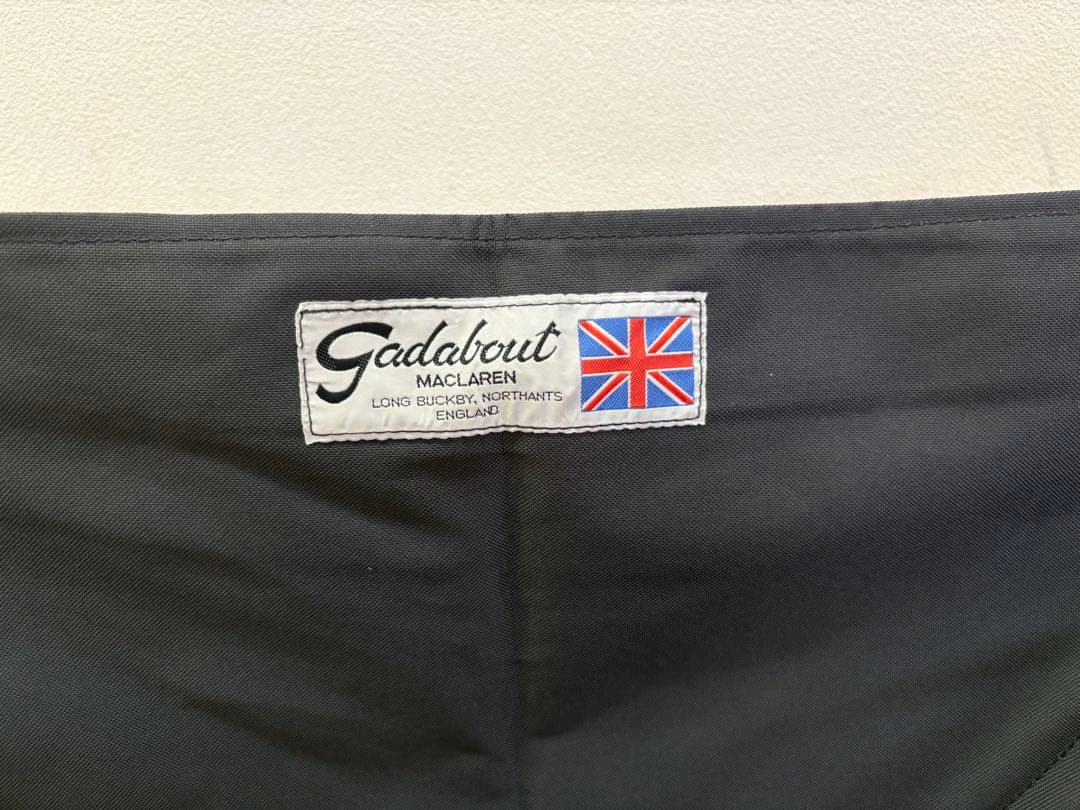 Gadabout
MACLAREN
LONG BUCKBY, NORTHANTS
ENGLAND